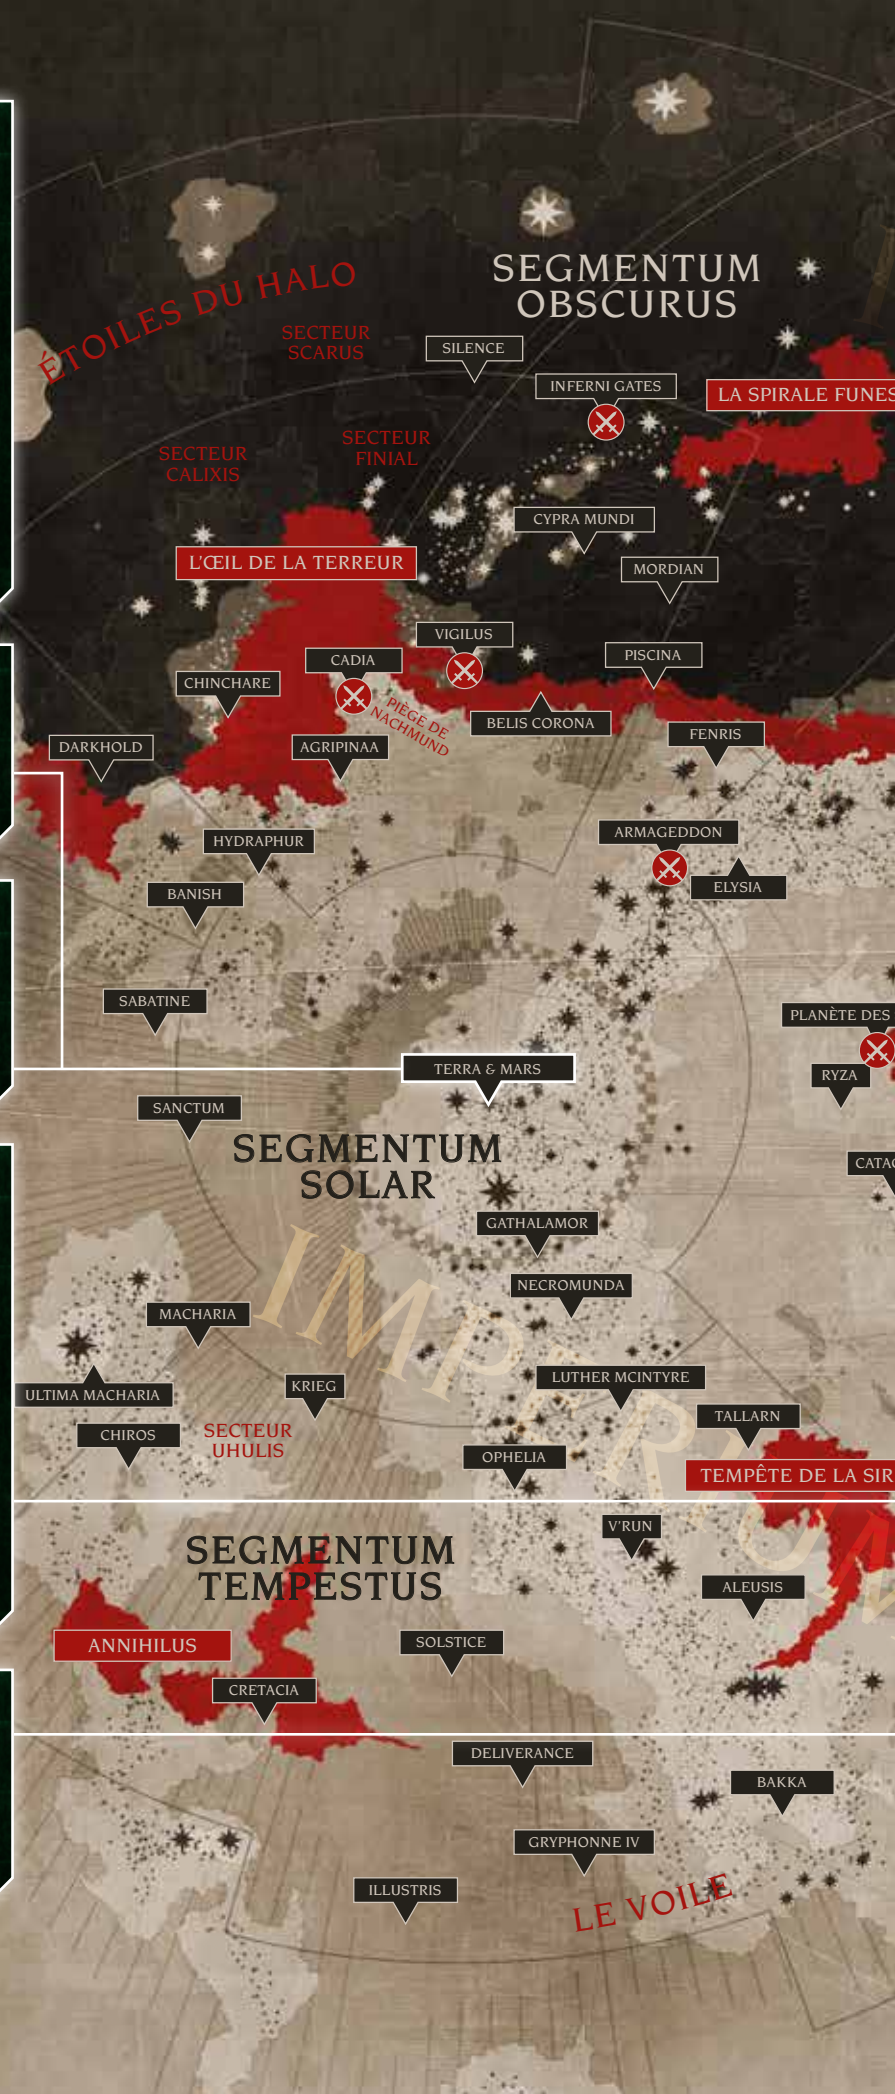 SEGMENTUM
OBSCURUS
ÉTOILES DU HALO
SECTEUR
SCARUS
SILENCE
INFERNI GATES
LA SPIRALE FUNES
SECTEUR
CALIXIS
SECTEUR
FINIAL
CYPRA MUNDI
L'ŒIL DE LA TERREUR
MORDIAN
VIGILUS
CADIA
PISCINA
CHINCHARE
PIÈGE DE
NACHMUND
BELIS CORONA
FENRIS
DARKHOLD
AGRIPINAA
ARMAGEDDON
HYDRAPHUR
ELYSIA
BANISH
SABATINE
PLANÈTE DES
TERRA & MARS
RYZA
SANCTUM
SEGMENTUM
SOLAR
CATAC
GATHALAMOR
IMPERIUM
NECROMUNDA
MACHARIA
LUTHER MCINTYRE
KRIEG
ULTIMA MACHARIA
TALLARN
CHIROS
SECTEUR
UHULIS
OPHELIA
TEMPÊTE DE LA SIR
V'RUN
SEGMENTUM
TEMPESTUS
ALEUSIS
ANNIHILUS
SOLSTICE
CRETACIA
DELIVERANCE
BAKKA
GRYPHONNE IV
ILLUSTRIS
LE VOILE